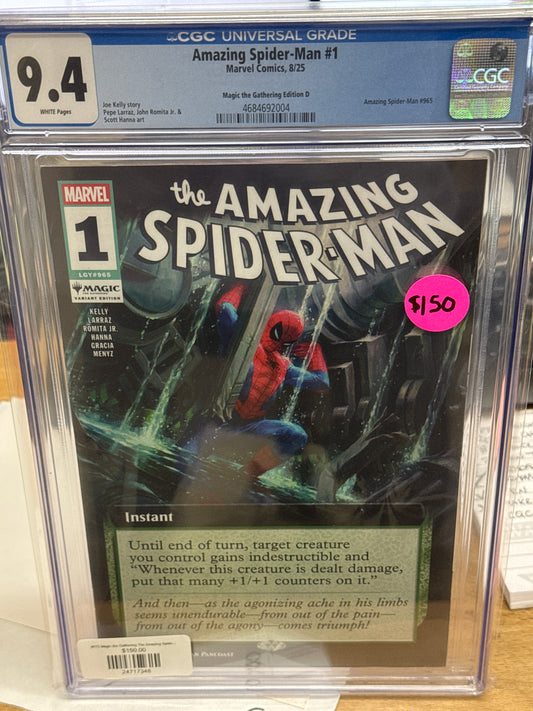 CGC UNIVERSAL GRADE
9.4
WHITE Pages
Amazing Spider-Man #1
Marvel Comics, 8/25
Magic the Gathering Edition D
4684692004
Joe Kelly story
Pepe Larraz, John Romita Jr. &
Scott Hanna art
Amazing Spider-Man #965
CGC
MARVEL
1
LGY#965
MAGIC
VARIANT EDITION
KELLY
LARRAZ
ROMITA JR.
HANNA
GRACIA
MENYZ
the AMAZING
SPIDER-MAN
$150
Instant
Until end of turn, target creature
you control gains indestructible and
“Whenever this creature is dealt damage,
put that many +1/+1 counters on it.”
And then—as the agonizing ache in his limbs
seems unendurable—from out of the pain—
from out of the agony—comes triumph!
PANCOAST
$150.00
24717348